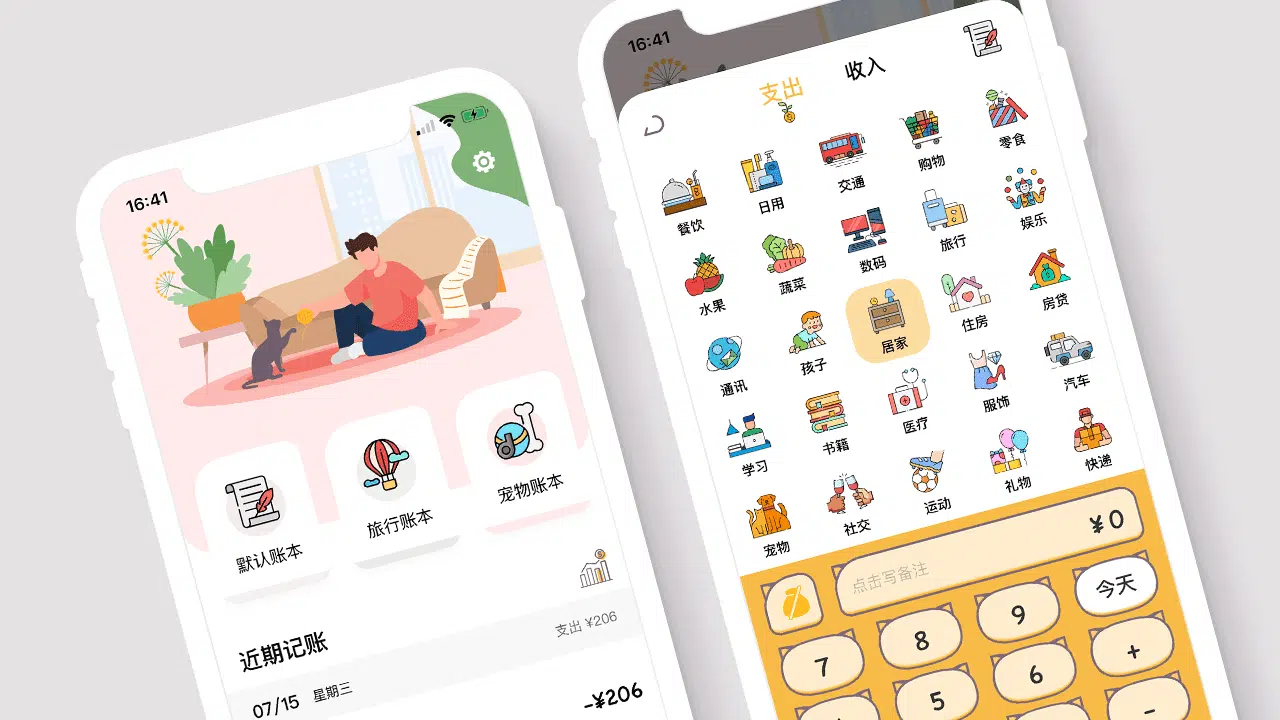 16:41
默认账本
旅行账本
宠物账本
近期记账
支出 ¥206
07/15 星期三
-¥206
16:41
支出
收入
餐饮
日用
交通
购物
零食
水果
蔬菜
数码
旅行
娱乐
通讯
孩子
居家
住房
房贷
学习
书籍
医疗
服饰
汽车
宠物
社交
运动
礼物
快递
点击写备注
¥0
7
8
9
今天
5
6
+
-